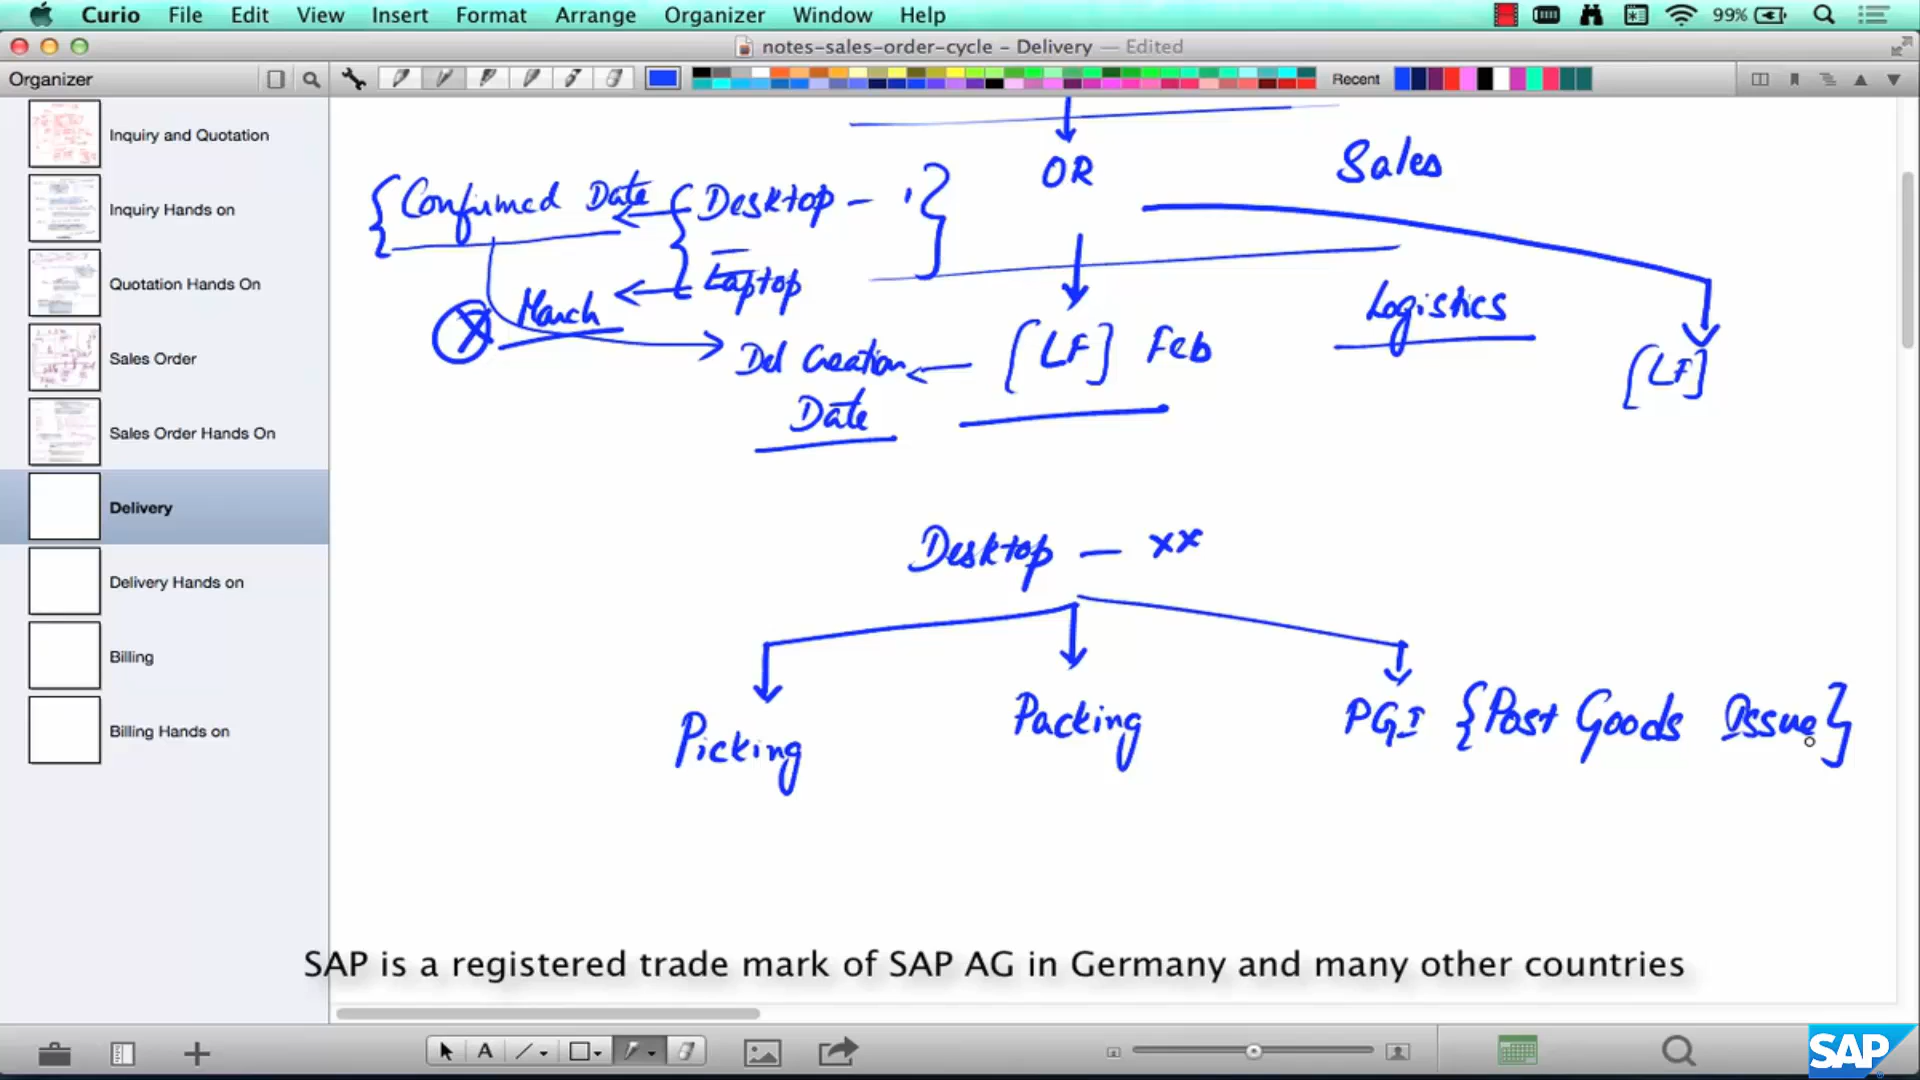 Curio File Edit View Insert Format Arrange Organizer Window Help 99%
notes-sales-order-cycle – Delivery — Edited
Organizer
Recent
Inquiry and Quotation
Inquiry Hands on
Quotation Hands On
Sales Order
Sales Order Hands On
Delivery
Delivery Hands on
Billing
Billing Hands on
OR
Sales
{Confirmed Date
{Desktop – '}
Laptop
X March
Logistics
Del Creation
Date
[LF] Feb
[LF]
Desktop — xx
Picking
Packing
PGI {Post Goods Issue}
SAP is a registered trade mark of SAP AG in Germany and many other countries
A
SAP